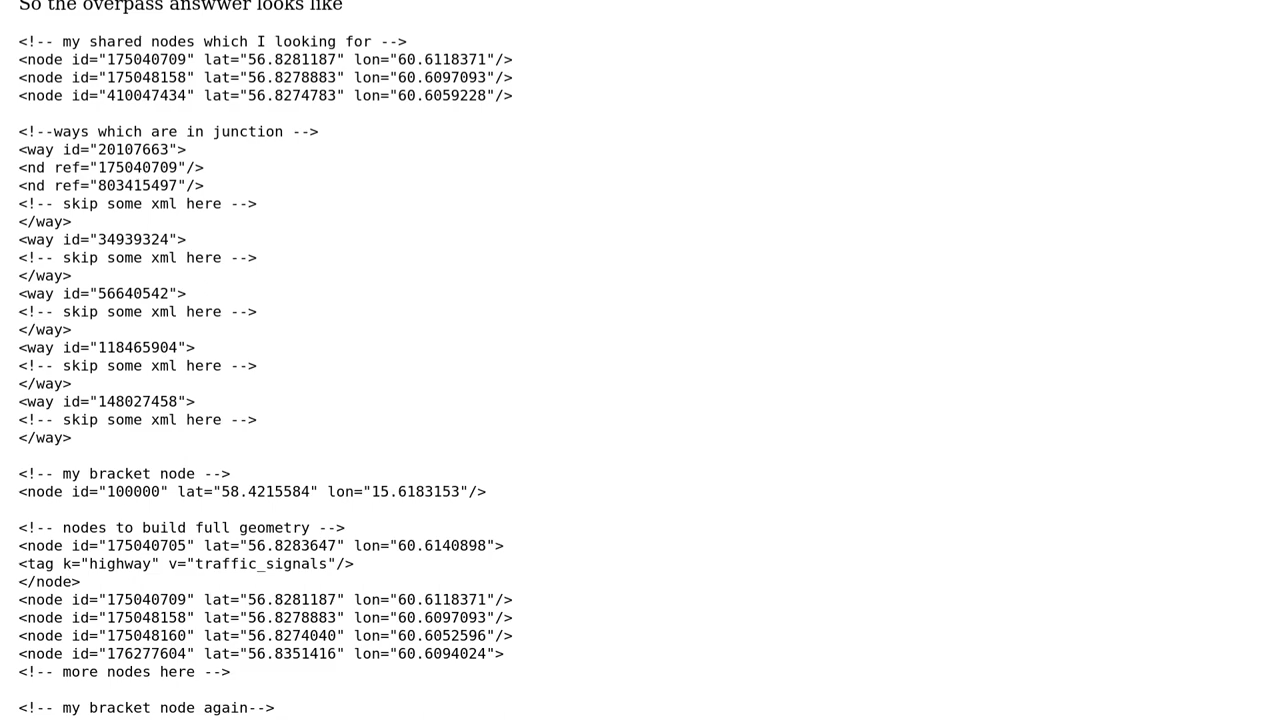 So the overpass answwer looks like
<!-- my shared nodes which I looking for -->
<node id="175040709" lat="56.8281187" lon="60.6118371"/>
<node id="175048158" lat="56.8278883" lon="60.6097093"/>
<node id="410047434" lat="56.8274783" lon="60.6059228"/>
<!--ways which are in junction -->
<way id="20107663">
<nd ref="175040709"/>
<nd ref="803415497"/>
<!-- skip some xml here -->
</way>
<way id="34939324">
<!-- skip some xml here -->
</way>
<way id="56640542">
<!-- skip some xml here -->
</way>
<way id="118465904">
<!-- skip some xml here -->
</way>
<way id="148027458">
<!-- skip some xml here -->
</way>
<!-- my bracket node -->
<node id="100000" lat="58.4215584" lon="15.6183153"/>
<!-- nodes to build full geometry -->
<node id="175040705" lat="56.8283647" lon="60.6140898">
<tag k="highway" v="traffic_signals"/>
</node>
<node id="175040709" lat="56.8281187" lon="60.6118371"/>
<node id="175048158" lat="56.8278883" lon="60.6097093"/>
<node id="175048160" lat="56.8274040" lon="60.6052596"/>
<node id="176277604" lat="56.8351416" lon="60.6094024">
<!-- more nodes here -->
<!-- my bracket node again-->